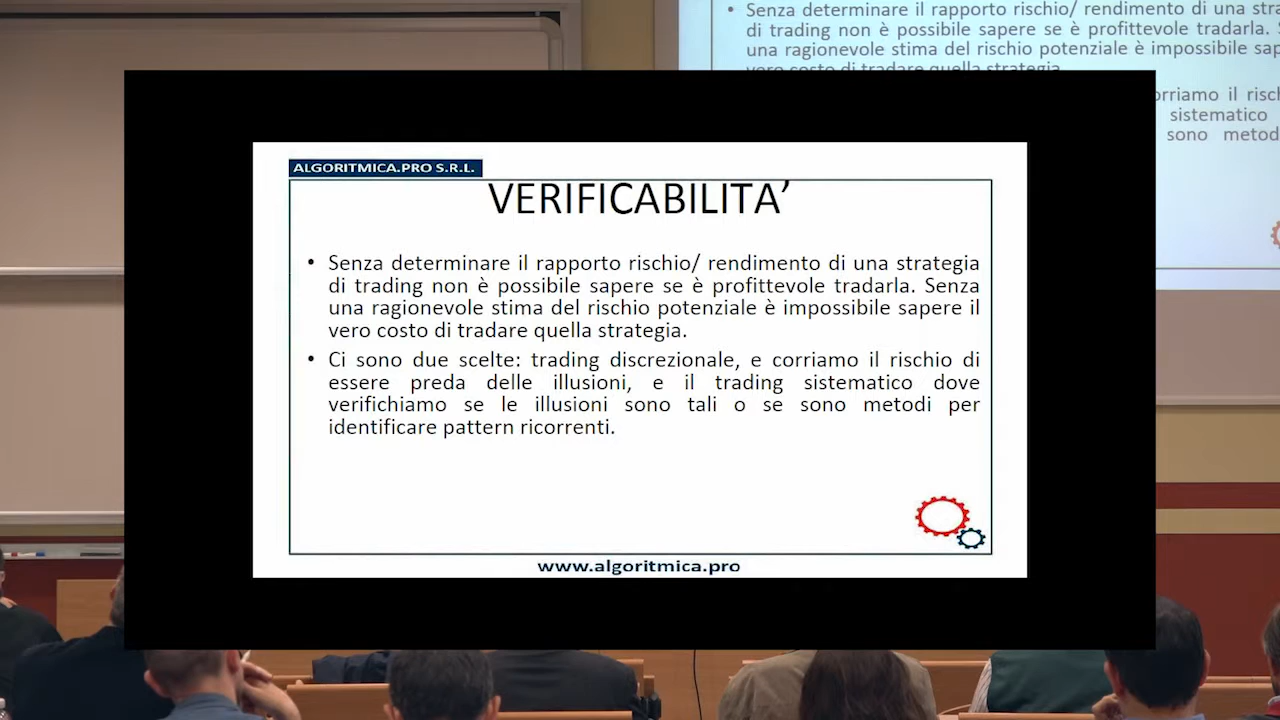 Senza determinare il rapporto rischio/ rendimento di una
di trading non è possibile sapere se è profittevole tradarla.
una ragionevole stima del rischio potenziale è impossibile
vero costo di tradare quella strategia.
orriamo il
sistematico
sono
ALGORITMICA.PRO S.R.L.
VERIFICABILITA’
• Senza determinare il rapporto rischio/ rendimento di una strategia
di trading non è possibile sapere se è profittevole tradarla. Senza
una ragionevole stima del rischio potenziale è impossibile sapere il
vero costo di tradare quella strategia.
• Ci sono due scelte: trading discrezionale, e corriamo il rischio di
essere preda delle illusioni, e il trading sistematico dove
verifichiamo se le illusioni sono tali o se sono metodi per
identificare pattern ricorrenti.
www.algoritmica.pro